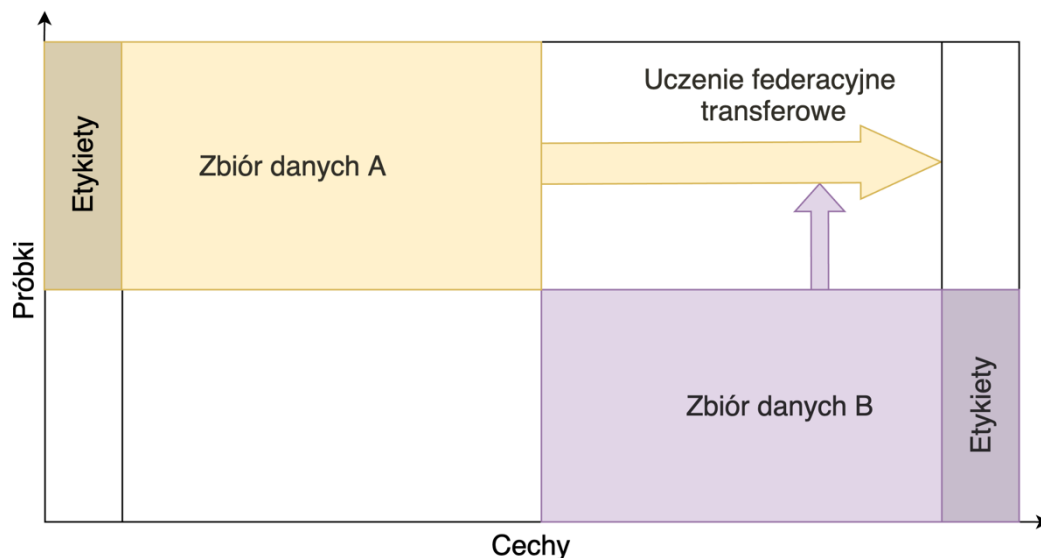 Uczenie federacyjne
transferowe
Etykiety
Zbiór danych A
Próbki
Zbiór danych B
Etykiety
Cechy